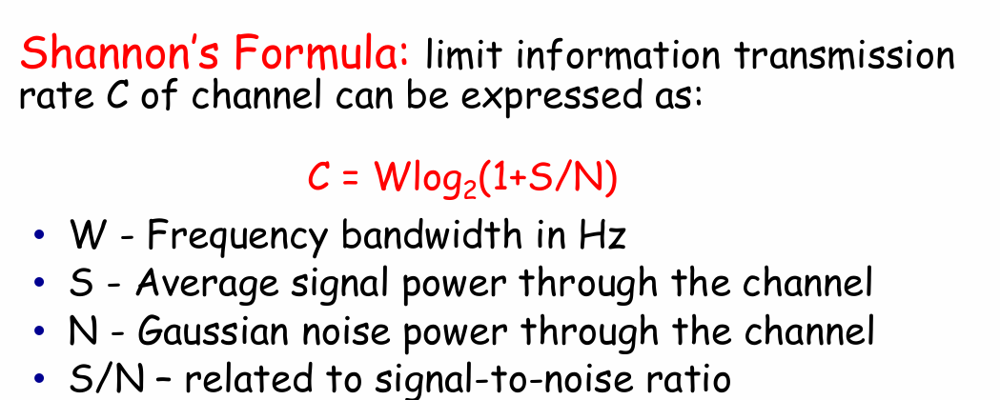 Shannon’s Formula: limit information transmission
rate C of channel can be expressed as:
C = Wlog₂(1+S/N)
• W - Frequency bandwidth in Hz
• S - Average signal power through the channel
• N - Gaussian noise power through the channel
• S/N – related to signal-to-noise ratio